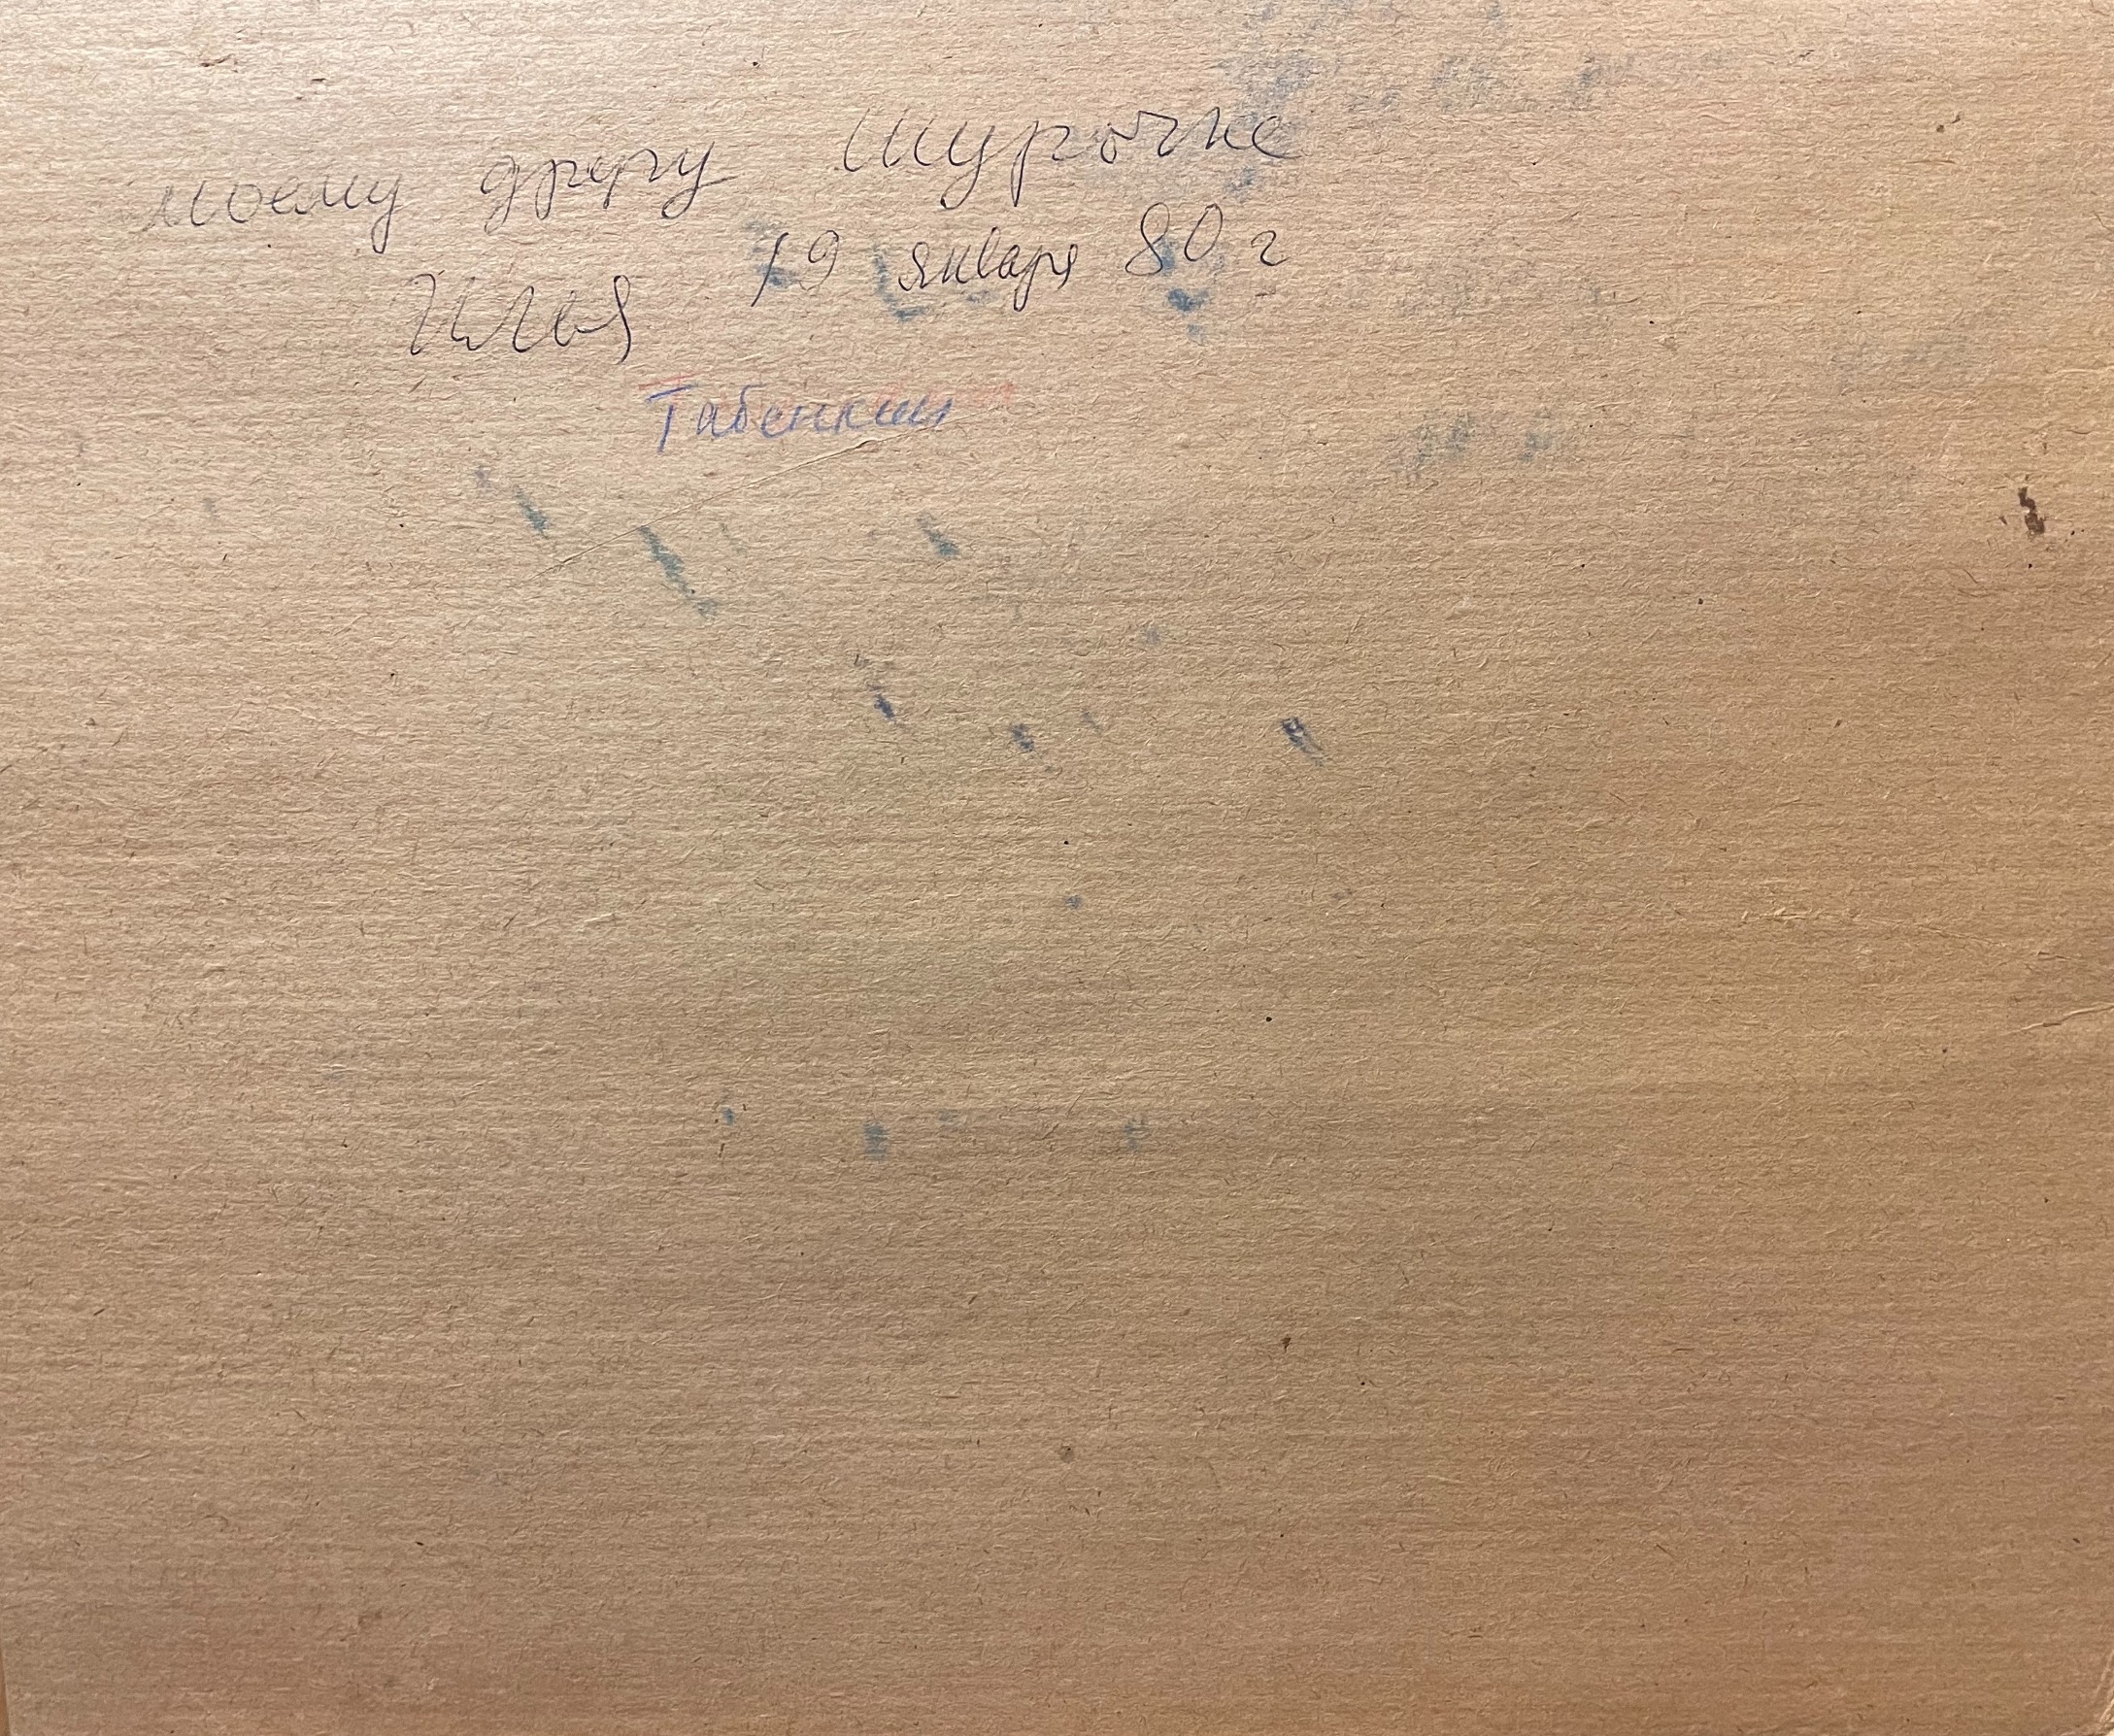 моему другу Шурочке
19 января 80 г
Илья
Табенкин